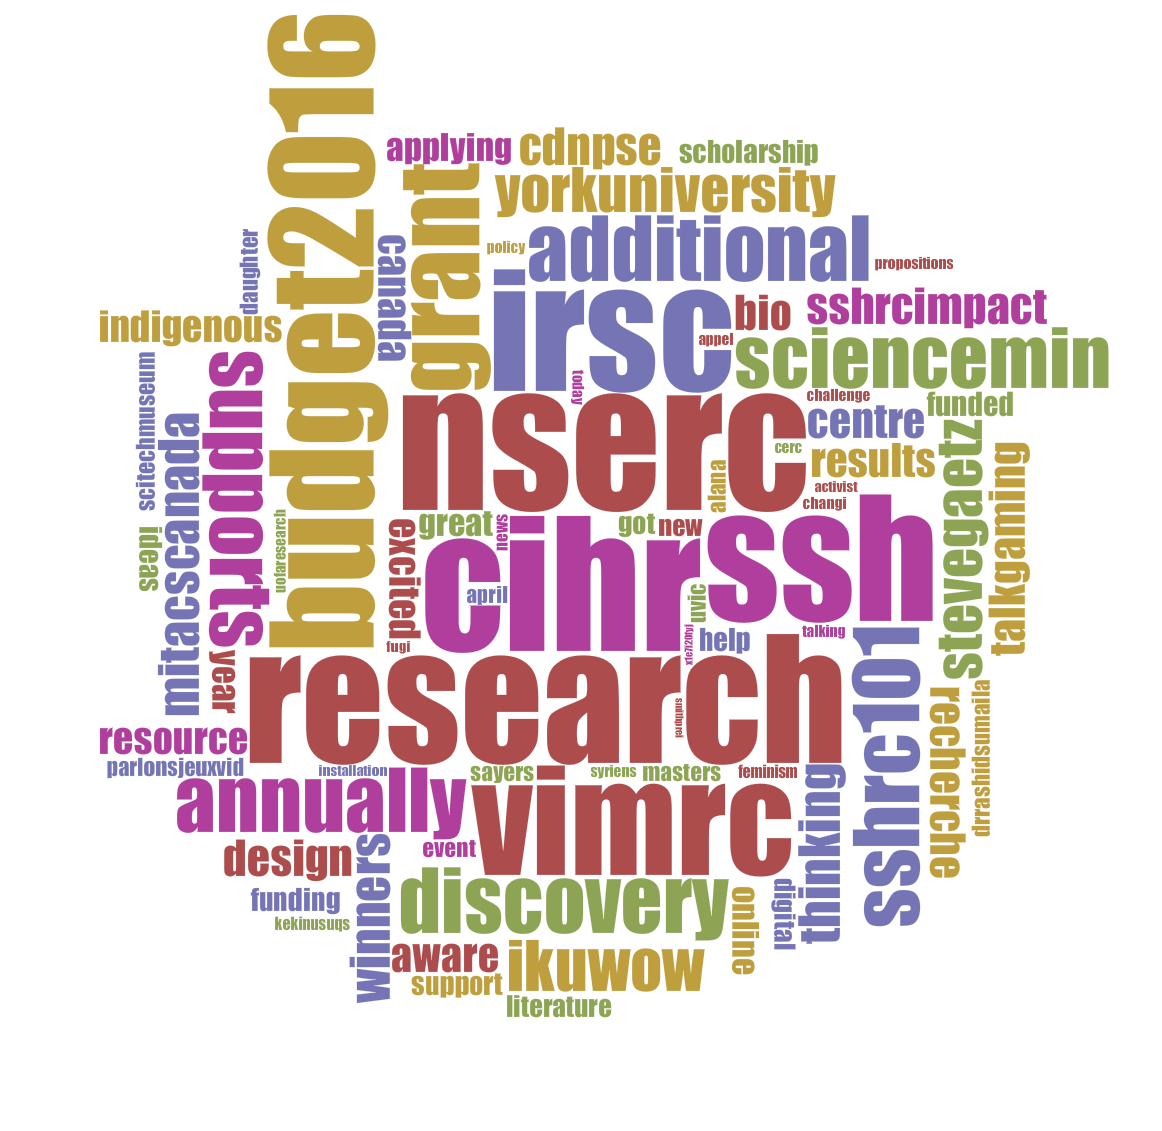 budget2016
applying
cdnpse
scholarship
yorkuniversity
grant
canada
daughter
policy
additional
propositions
indigenous
irsc
bio
sshrcimpact
appel
sciencemin
today
scitechmuseum
supports
mitacscanada
nserc
challenge
centre
funded
cerc
results
stevegaetz
talkgaming
alana
activist
changi
ideas
uofaresearch
excited
great
news
got
new
cihr
ssh
april
uvic
help
talking
fugi
year
research
sshrc101
recherche
drrashidsumaila
resource
parlonsjeuxvid
installation
sayers
syriens
masters
feminism
annually
vimrc
thinking
event
design
winners
discovery
funding
kekinusuqs
online
digital
aware
ikuwow
support
literature